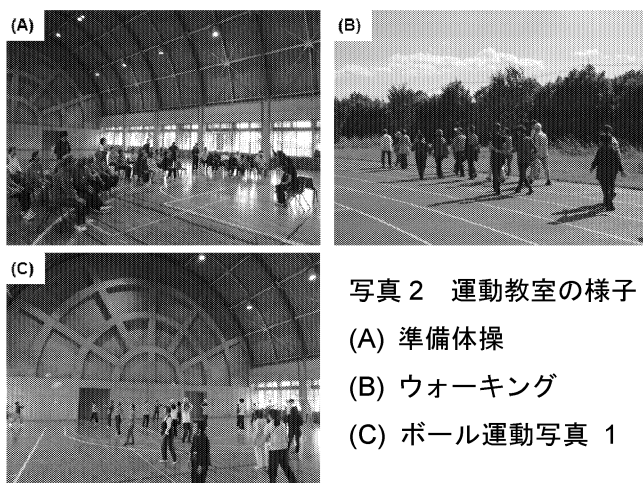 (A)
(B)
(C)
写真 2　運動教室の様子
(A) 準備体操
(B) ウォーキング
(C) ボール運動写真 1